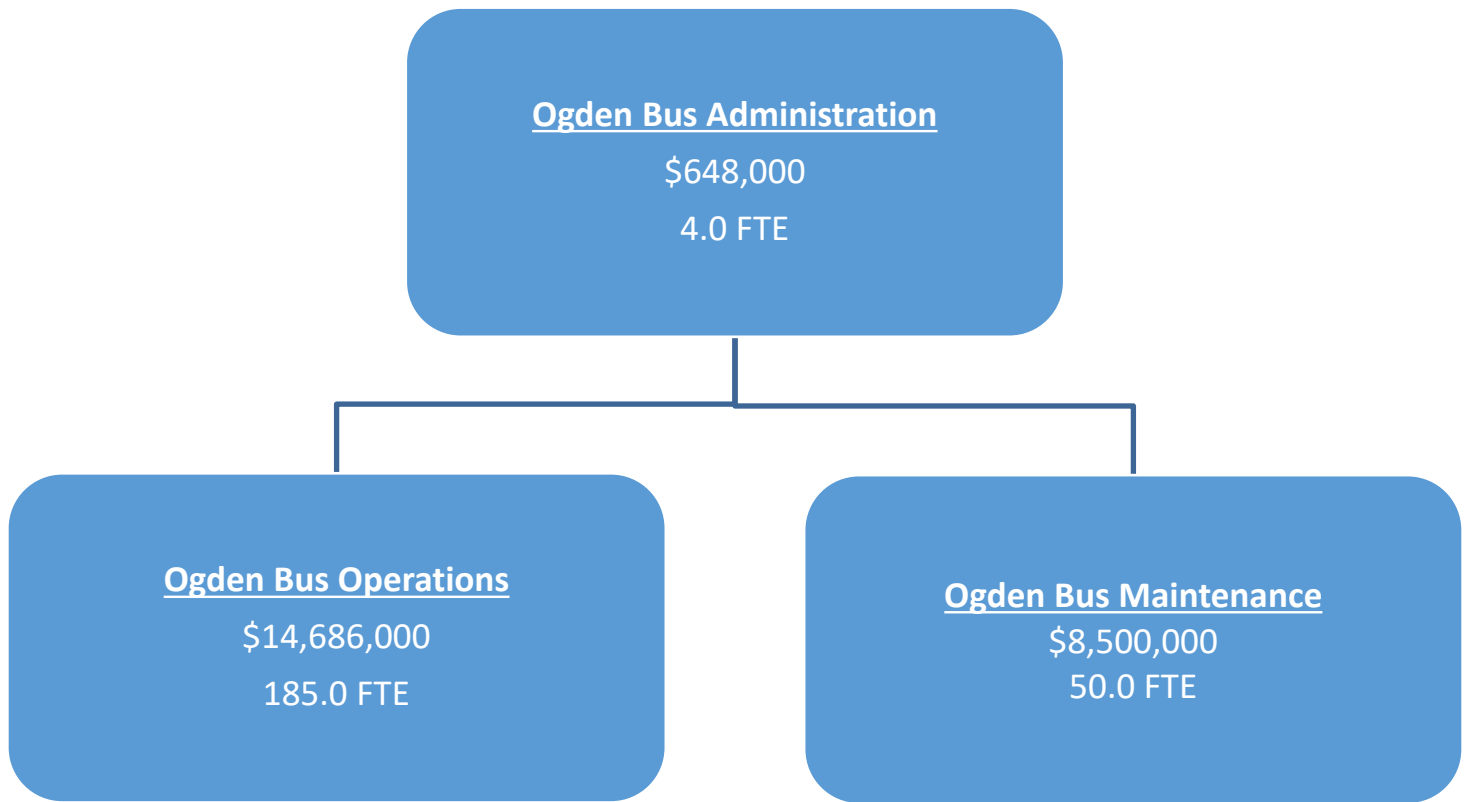 Ogden Bus Administration
$648,000
4.0 FTE
Ogden Bus Operations
$14,686,000
185.0 FTE
Ogden Bus Maintenance
$8,500,000
50.0 FTE